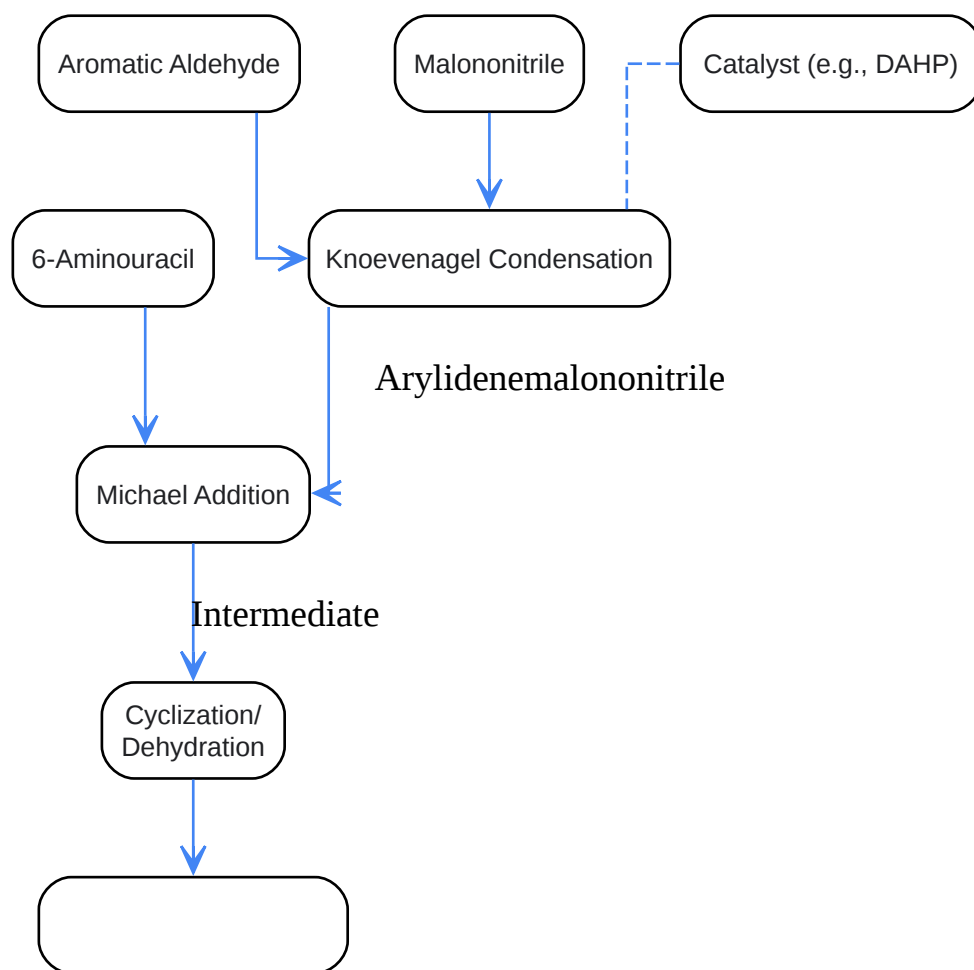 Aromatic Aldehyde
Malononitrile
Catalyst (e.g., DAHP)
6-Aminouracil
Knoevenagel Condensation
Arylidenemalononitrile
Michael Addition
Intermediate
Cyclization/
Dehydration